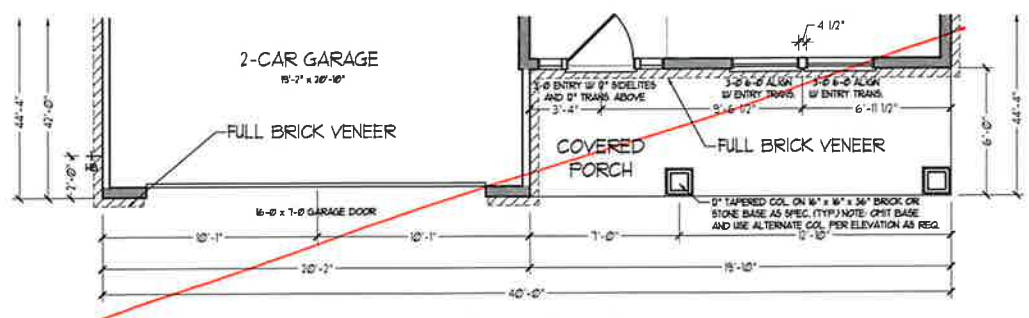 4 1/2"
2-CAR GARAGE
19'-2" x 20'-10"
3-0 ENTRY W/ 12" SIDELITES
AND 12" TRANS ABOVE
3-0 6-0 ALIGN
W/ ENTRY TRANS.
3-0 6-0 ALIGN
W/ ENTRY TRANS.
44'-4"
42'-0"
3'-4"
9'-6 1/2"
6'-11 1/2"
6'-0"
44'-4"
FULL BRICK VENEER
COVERED
PORCH
FULL BRICK VENEER
2'-0"
16-0 x 7-0 GARAGE DOOR
12" TAPERED COL. ON 16" x 16" x 36" BRICK OR
STONE BASE AS SPEC. (TYP.) NOTE: OMIT BASE
AND USE ALTERNATE COL. PER ELEVATION AS REQ.
10'-1"
10'-1"
7'-0"
12'-10"
20'-2"
19'-10"
40'-0"